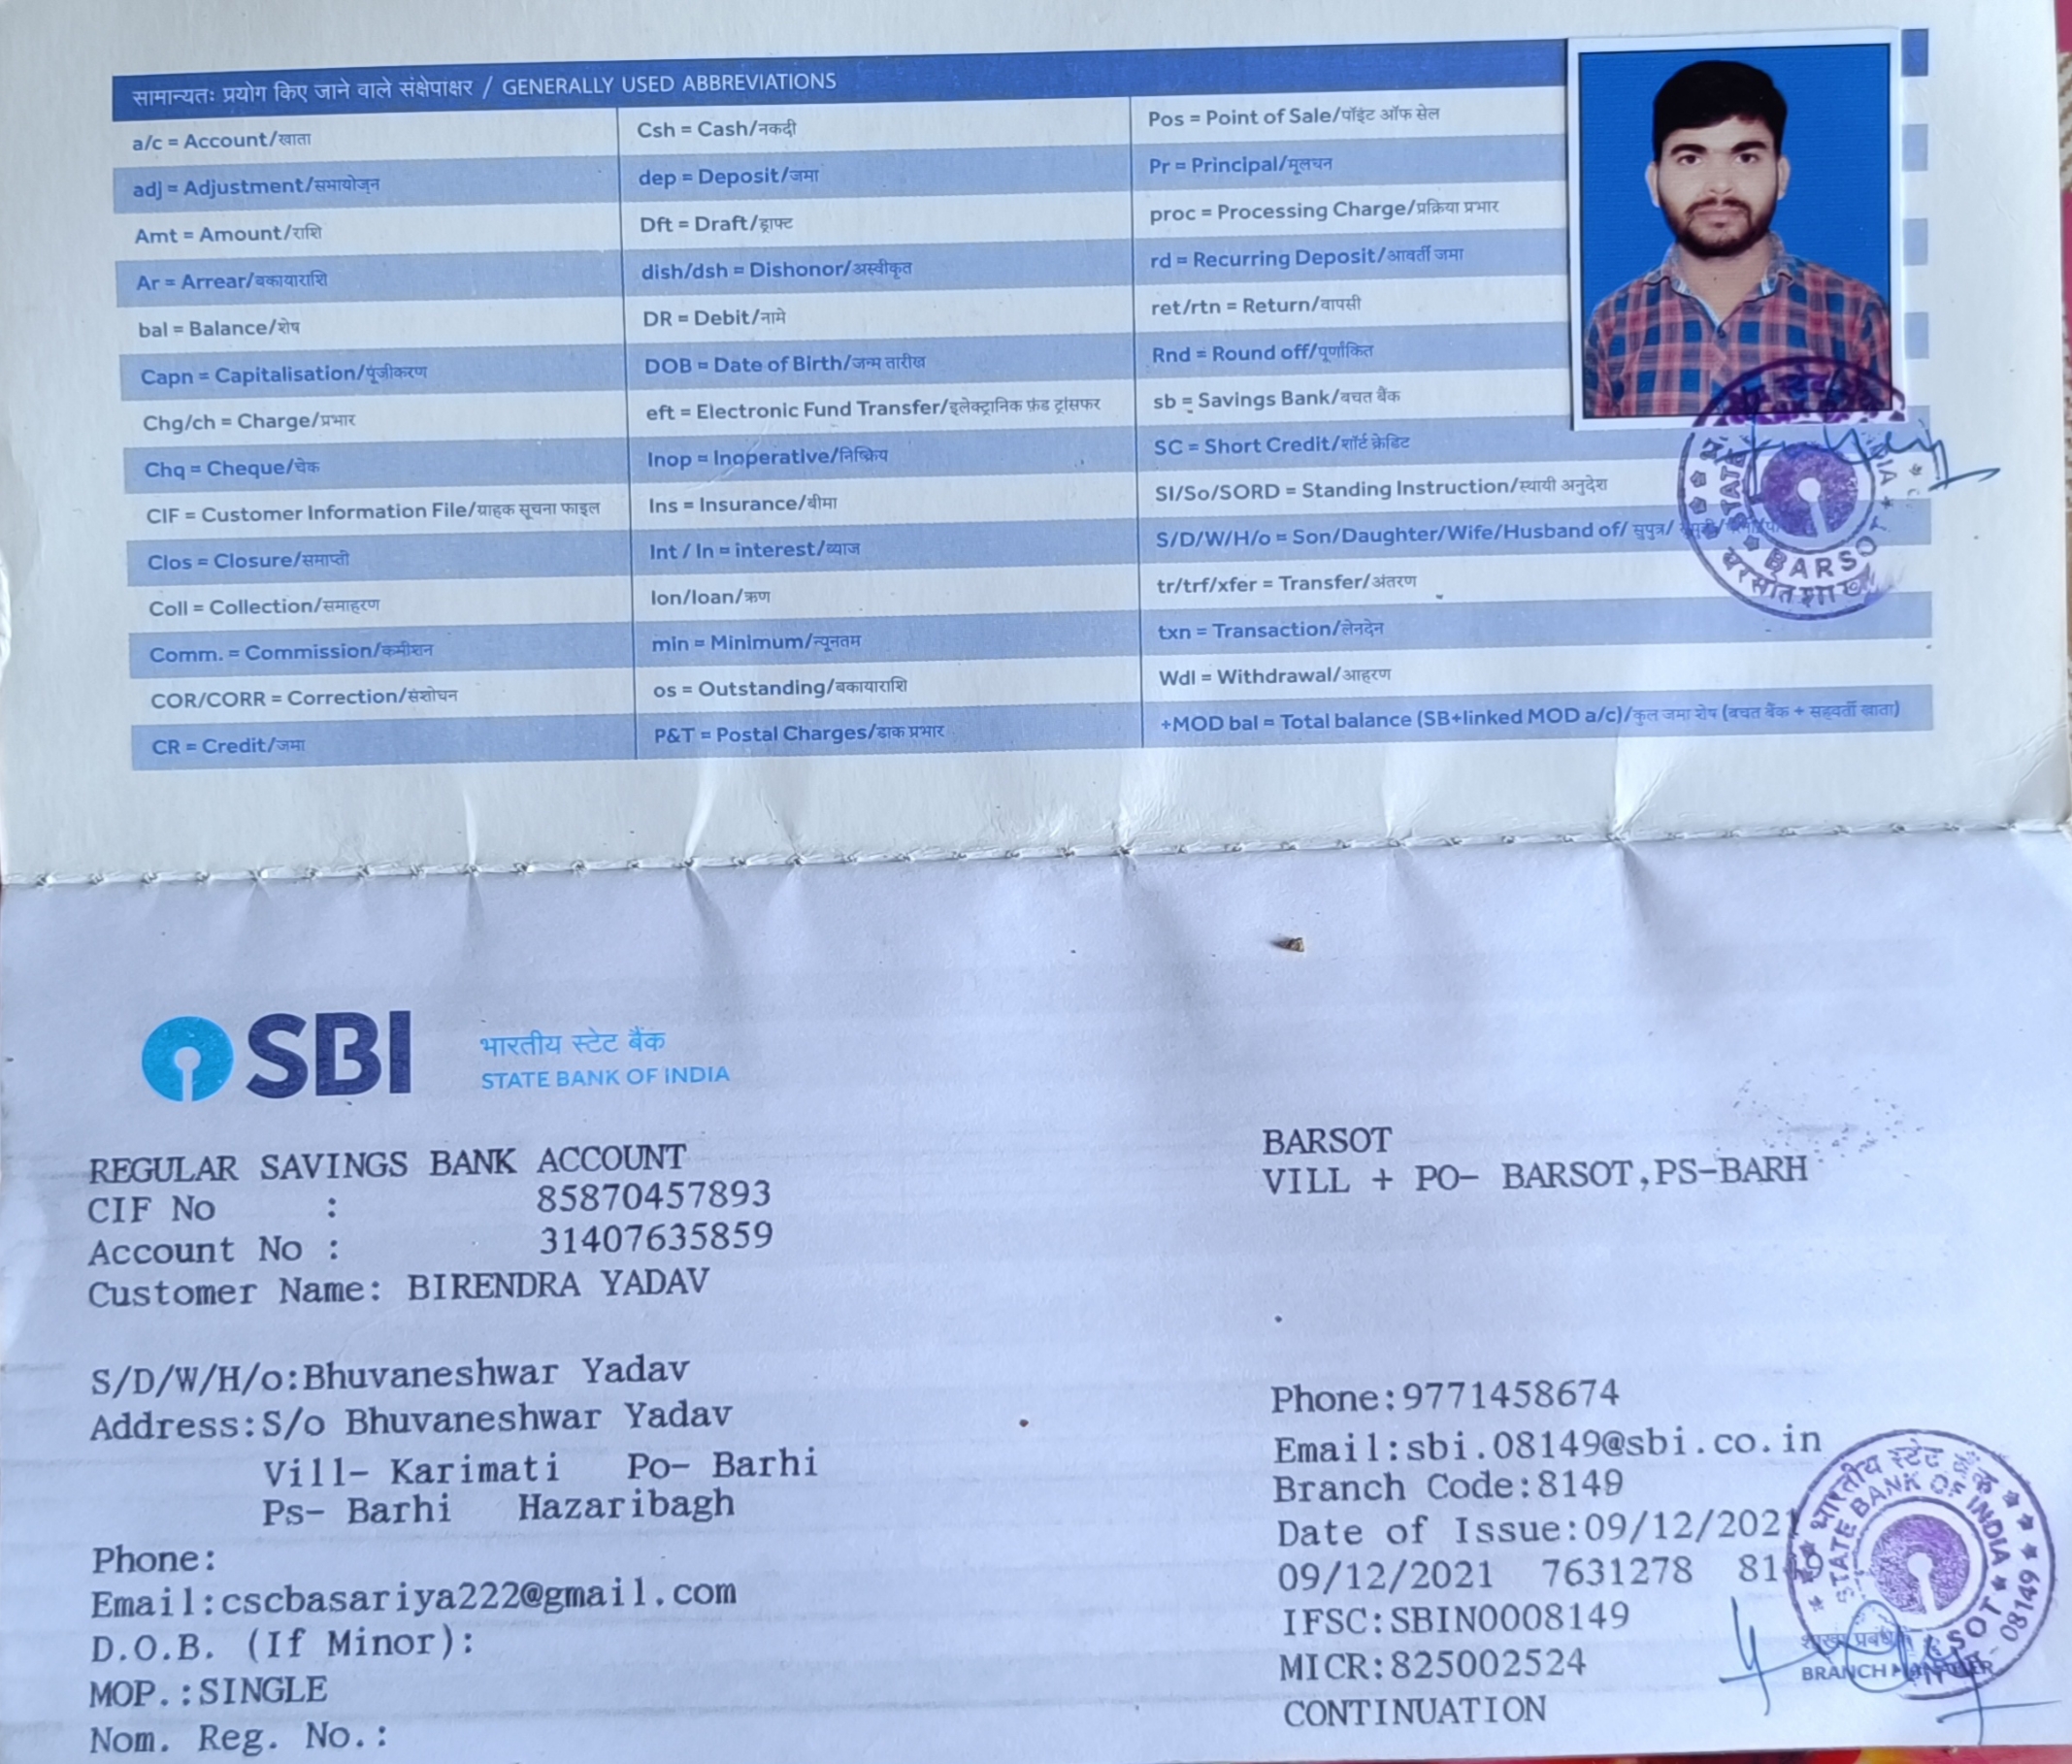 सामान्यतः प्रयोग किए जाने वाले संक्षेपाक्षर / GENERALLY USED ABBREVIATIONS
a/c = Account/खाता
adj = Adjustment/समायोजन
Amt = Amount/राशि
Ar = Arrear/बकायाराशि
bal = Balance/शेष
Capn = Capitalisation/पूंजीकरण
Chg/ch = Charge/प्रभार
Chq = Cheque/चेक
CIF = Customer Information File/ग्राहक सूचना फाइल
Clos = Closure/समाप्ती
Coll = Collection/समाहरण
Comm. = Commission/कमीशन
COR/CORR = Correction/संशोधन
CR = Credit/जमा
Csh = Cash/नकदी
dep = Deposit/जमा
Dft = Draft/ड्राफ्ट
dish/dsh = Dishonor/अस्वीकृत
DR = Debit/नामे
DOB = Date of Birth/जन्म तारीख
eft = Electronic Fund Transfer/इलेक्ट्रानिक फ़ंड ट्रांसफर
Inop = Inoperative/निष्क्रिय
Ins = Insurance/बीमा
Int / In = interest/ब्याज
lon/loan/ऋण
min = Minimum/न्यूनतम
os = Outstanding/बकायाराशि
P&T = Postal Charges/डाक प्रभार
Pos = Point of Sale/पॉइंट ऑफ सेल
Pr = Principal/मूलधन
proc = Processing Charge/प्रक्रिया प्रभार
rd = Recurring Deposit/आवर्ती जमा
ret/rtn = Return/वापसी
Rnd = Round off/पूर्णांकित
sb = Savings Bank/बचत बैंक
SC = Short Credit/शॉर्ट क्रेडिट
SI/So/SORD = Standing Instruction/स्थायी अनुदेश
S/D/W/H/o = Son/Daughter/Wife/Husband of/ सुपुत्र/
tr/trf/xfer = Transfer/अंतरण
txn = Transaction/लेनदेन
Wdl = Withdrawal/आहरण
+MOD bal = Total balance (SB+linked MOD a/c)/कुल जमा शेष (बचत बैंक + सहवर्ती खाता)
STATE
BARSOT
बरसोत शाखा
SBI
भारतीय स्टेट बैंक
STATE BANK OF INDIA
REGULAR SAVINGS BANK ACCOUNT
CIF No : 85870457893
Account No : 31407635859
Customer Name: BIRENDRA YADAV
S/D/W/H/o:Bhuvaneshwar Yadav
Address:S/o Bhuvaneshwar Yadav
Vill- Karimati Po- Barhi
Ps- Barhi Hazaribagh
Phone:
Email:cscbasariya222@gmail.com
D.O.B. (If Minor):
MOP.:SINGLE
Nom. Reg. No.:
BARSOT
VILL + PO- BARSOT,PS-BARH
Phone:9771458674
Email:sbi.08149@sbi.co.in
Branch Code:8149
Date of Issue:09/12/2021
09/12/2021 7631278 8149
IFSC:SBIN0008149
MICR:825002524
CONTINUATION
भारतीय स्टेट बैंक
STATE BANK OF INDIA
08149
शाखा प्रबंधक
BRANCH MANAGER